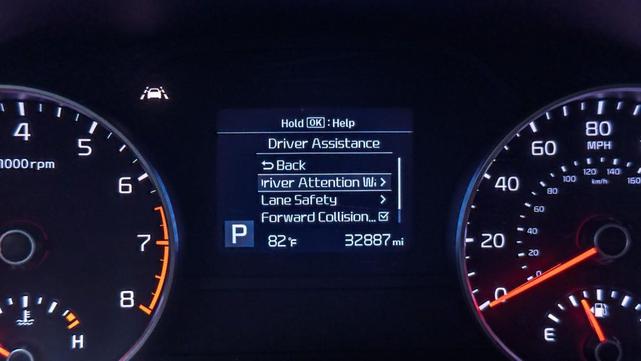 Hold OK : Help
Driver Assistance
Back
river Attention W
Lane Safety
Forward Collision...
P
82°F
32887 mi
4
5
6
7
8
1000rpm
H
0
20
40
60
80
MPH
0
20
40
60
80
100
120
140
160
km/h
E